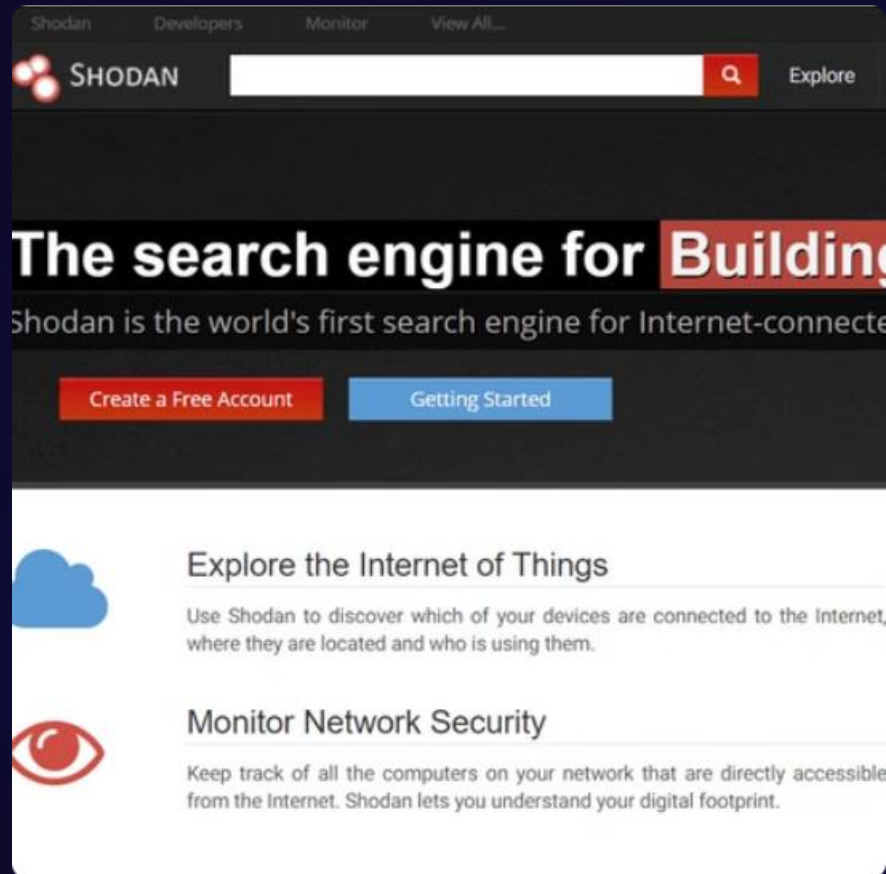 Shodan Developers Monitor View All...
SHODAN Explore
The search engine for Building
Shodan is the world's first search engine for Internet-connecte
Create a Free Account Getting Started
Explore the Internet of Things
Use Shodan to discover which of your devices are connected to the Internet,
where they are located and who is using them.
Monitor Network Security
Keep track of all the computers on your network that are directly accessible
from the Internet. Shodan lets you understand your digital footprint.